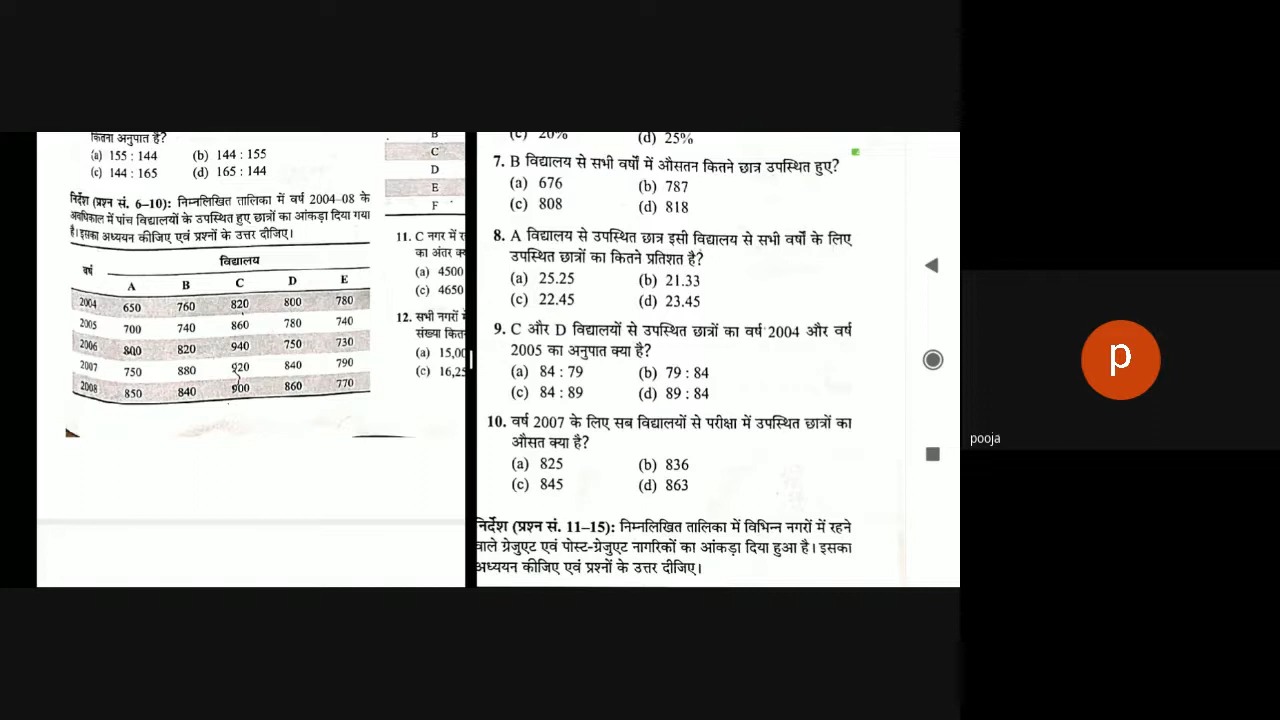 कितना अनुपात है?
(a) 155 : 144 (b) 144 : 155
(c) 144 : 165 (d) 165 : 144
निर्देश (प्रश्न सं. 6–10): निम्नलिखित तालिका में वर्ष 2004-08 के
अवधिकाल में पांच विद्यालयों के उपस्थित हुए छात्रों का आंकड़ा दिया गया
है। इसका अध्ययन कीजिए एवं प्रश्नों के उत्तर दीजिए।
वर्ष विद्यालय
A B C D E
2004 650 760 820 800 780
2005 700 740 860 780 740
2006 800 820 940 750 730
2007 750 880 920 840 790
2008 850 840 900 860 770
B
C
D
E
F
11. C नगर में
का अंतर
(a) 4500
(c) 4650
12. सभी नगरों
संख्या
(a) 15,00
(c) 16,25
(c) 20% (d) 25%
7. B विद्यालय से सभी वर्षों में औसतन कितने छात्र उपस्थित हुए?
(a) 676 (b) 787
(c) 808 (d) 818
8. A विद्यालय से उपस्थित छात्र इसी विद्यालय से सभी वर्षों के लिए
उपस्थित छात्रों का कितने प्रतिशत है?
(a) 25.25 (b) 21.33
(c) 22.45 (d) 23.45
9. C और D विद्यालयों से उपस्थित छात्रों का वर्ष 2004 और वर्ष
2005 का अनुपात क्या है?
(a) 84 : 79 (b) 79 : 84
(c) 84 : 89 (d) 89 : 84
10. वर्ष 2007 के लिए सब विद्यालयों से परीक्षा में उपस्थित छात्रों का
औसत क्या है?
(a) 825 (b) 836
(c) 845 (d) 863
निर्देश (प्रश्न सं. 11–15): निम्नलिखित तालिका में विभिन्न नगरों में रहने
वाले ग्रेजुएट एवं पोस्ट-ग्रेजुएट नागरिकों का आंकड़ा दिया हुआ है। इसका
अध्ययन कीजिए एवं प्रश्नों के उत्तर दीजिए।
p
pooja